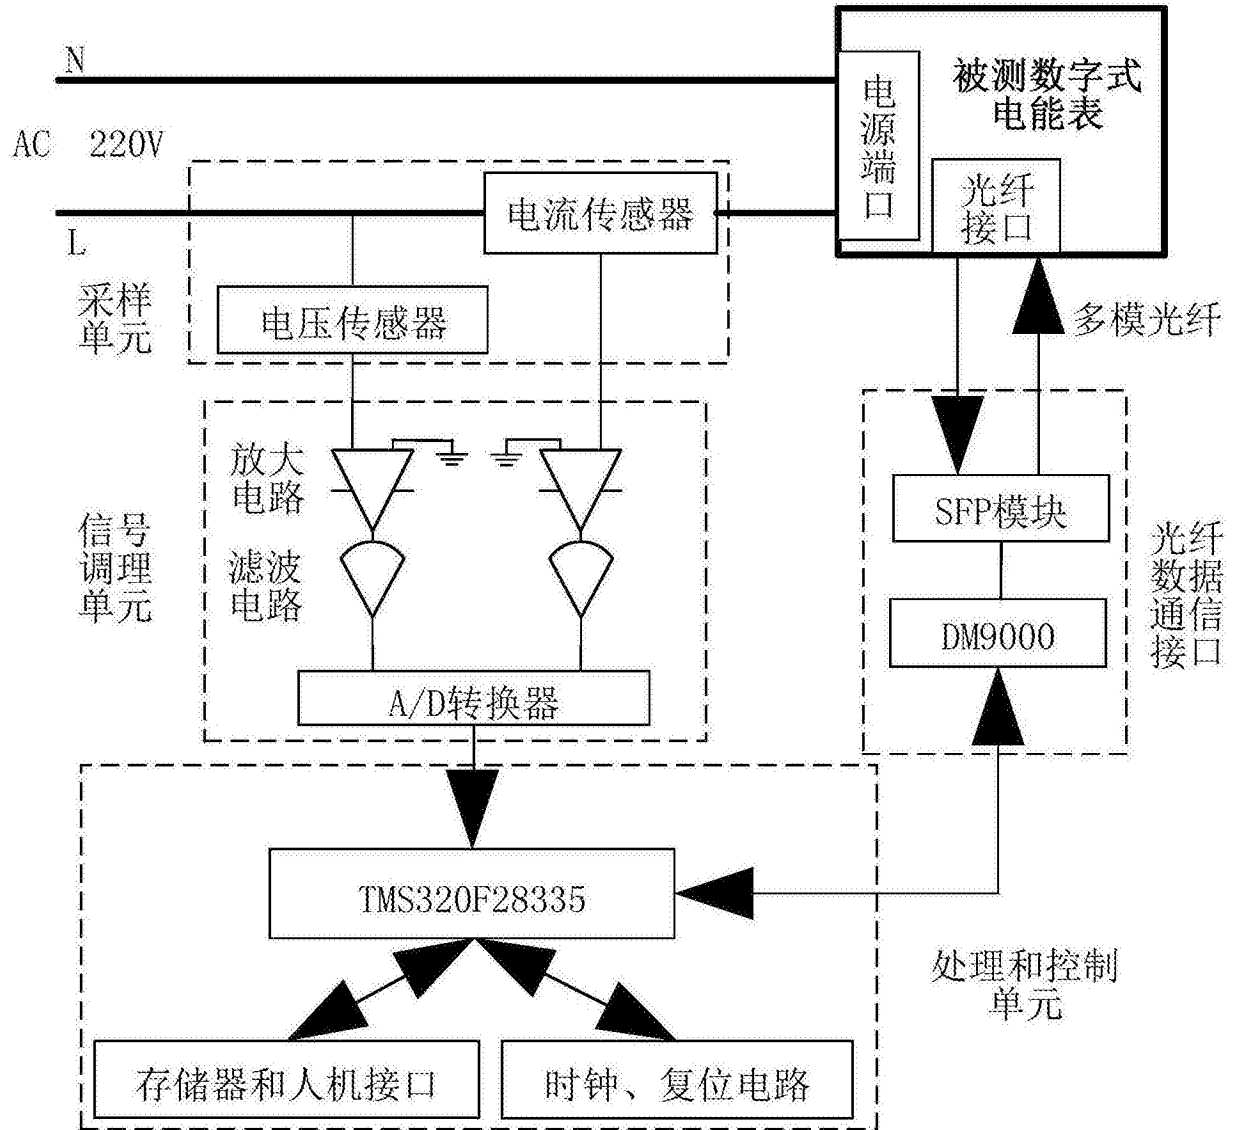 N
AC 220V
L
被测数字式
电能表
电
源
端
口
光纤
接口
电流传感器
采样
单元
电压传感器
多模光纤
放大
电路
信号
调理
单元
滤波
电路
SFP模块
DM9000
光纤
数据
通信
接口
A/D转换器
TMS320F28335
处理和控制
单元
存储器和人机接口
时钟、复位电路